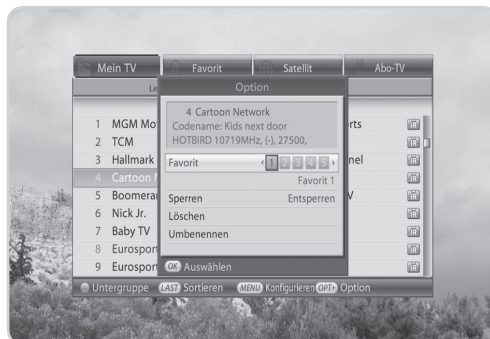 Mein TV Favorit Satellit Abo-TV
Le
Option
4 Cartoon Network
Codename: Kids next door
HOTBIRD 10719MHz, (-), 27500,
1 MGM Mo rts
2 TCM
3 Hallmark nel
Favorit 1 2 3 4 5
4 Cartoon N
Favorit 1
5 Boomera V
Sperren Entsperren
6 Nick Jr.
Löschen
7 Baby TV
Umbenennen
8 Eurosport
9 Eurosport
OK Auswählen
Untergruppe LAST Sortieren MENU Konfigurieren OPT+ Option